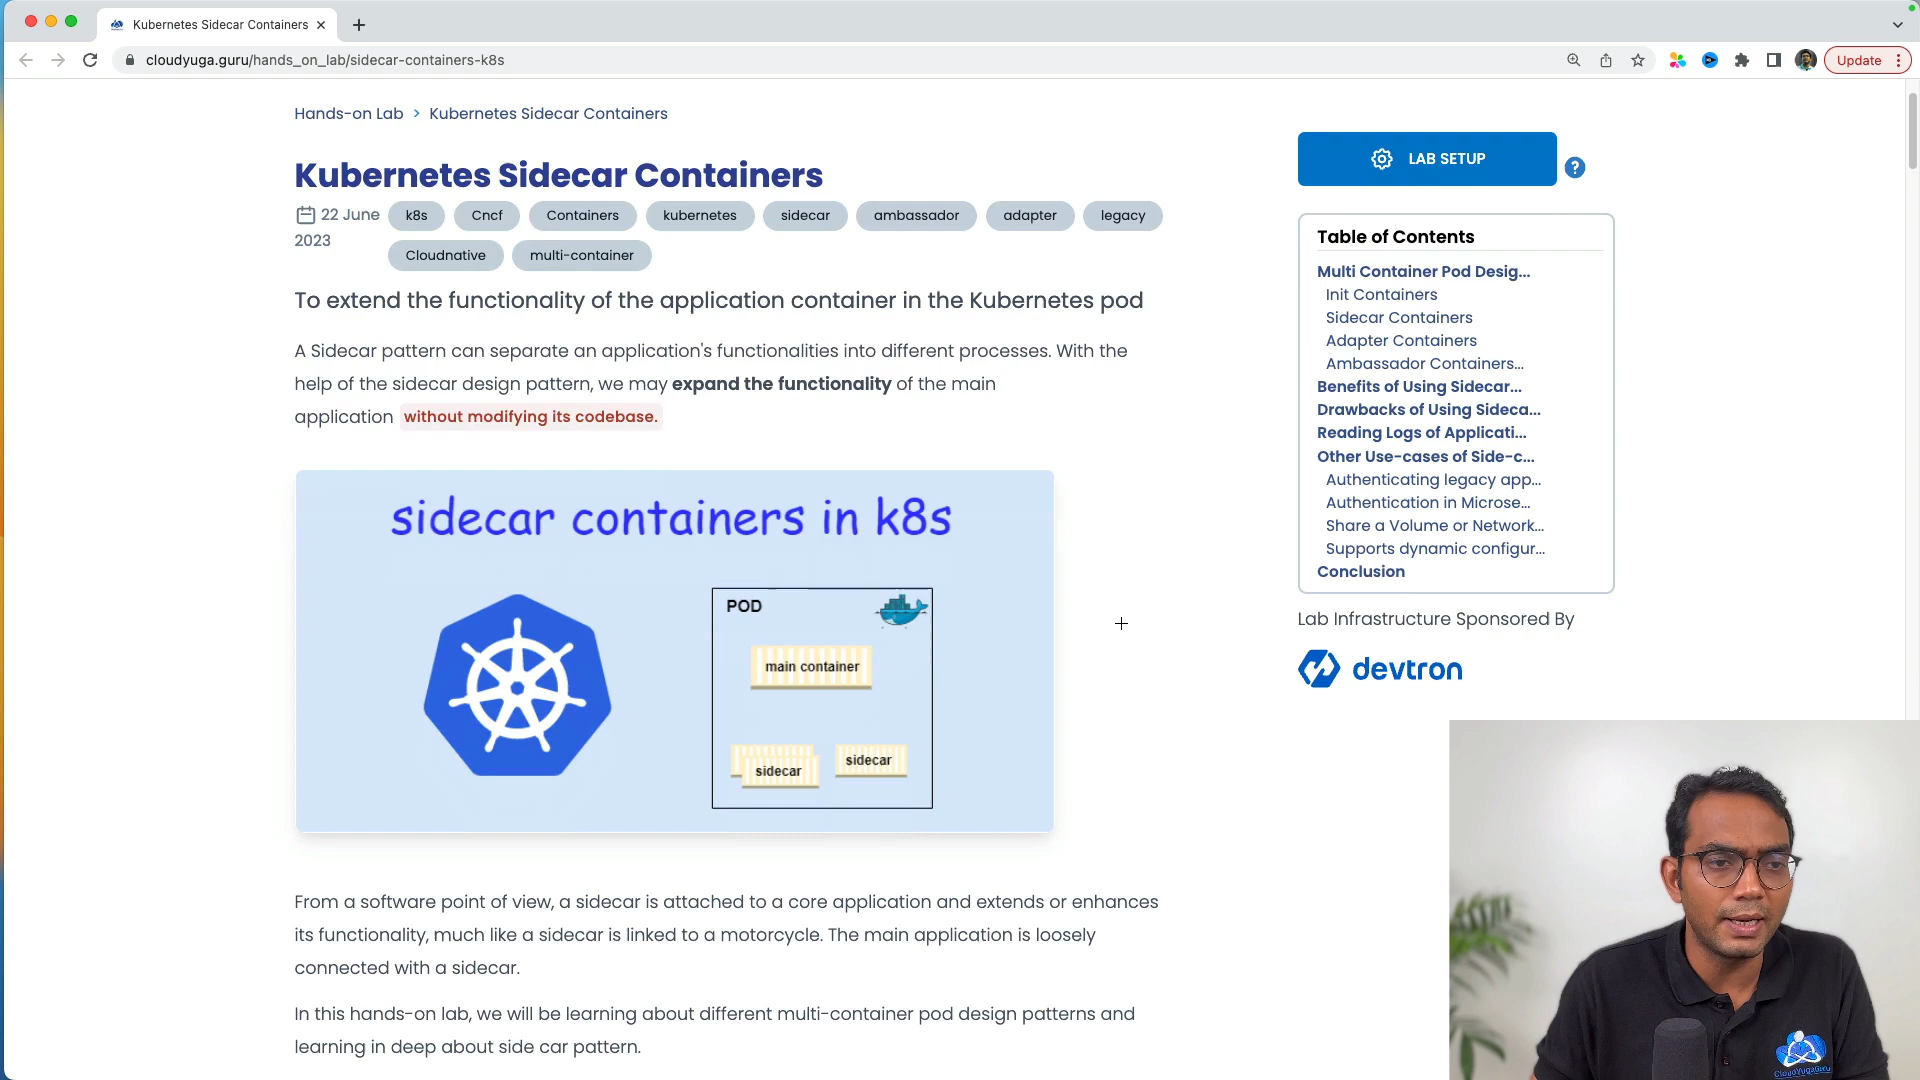 Kubernetes Sidecar Containers
cloudyuga.guru/hands_on_lab/sidecar-containers-k8s
Update
Hands-on Lab > Kubernetes Sidecar Containers
Kubernetes Sidecar Containers
22 June 2023
k8s Cncf Containers kubernetes sidecar ambassador adapter legacy
Cloudnative multi-container
To extend the functionality of the application container in the Kubernetes pod
A Sidecar pattern can separate an application's functionalities into different processes. With the
help of the sidecar design pattern, we may expand the functionality of the main
application without modifying its codebase.
sidecar containers in k8s
POD
main container
sidecar
sidecar
From a software point of view, a sidecar is attached to a core application and extends or enhances
its functionality, much like a sidecar is linked to a motorcycle. The main application is loosely
connected with a sidecar.
In this hands-on lab, we will be learning about different multi-container pod design patterns and
learning in deep about side car pattern.
LAB SETUP
?
Table of Contents
Multi Container Pod Desig...
Init Containers
Sidecar Containers
Adapter Containers
Ambassador Containers...
Benefits of Using Sidecar...
Drawbacks of Using Sideca...
Reading Logs of Applicati...
Other Use-cases of Side-c...
Authenticating legacy app...
Authentication in Microse...
Share a Volume or Network...
Supports dynamic configur...
Conclusion
Lab Infrastructure Sponsored By
devtron
CloudYugaGuru